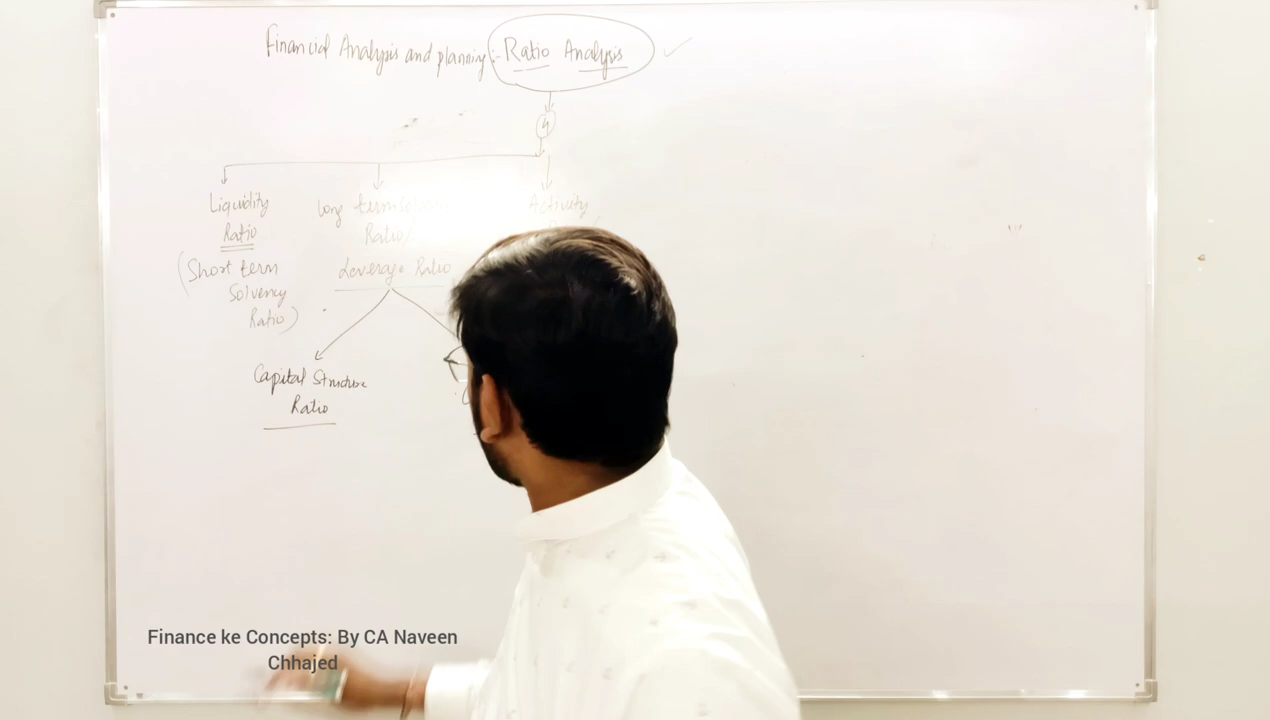 Financial Analysis and planning :- Ratio Analysis
4
Liquidity
Ratio
(Short term
Solvency
Ratio)
Long term
Ratio/
Leverage Ratio
Activity
Capital Structure
Ratio
Finance ke Concepts: By CA Naveen
Chhajed